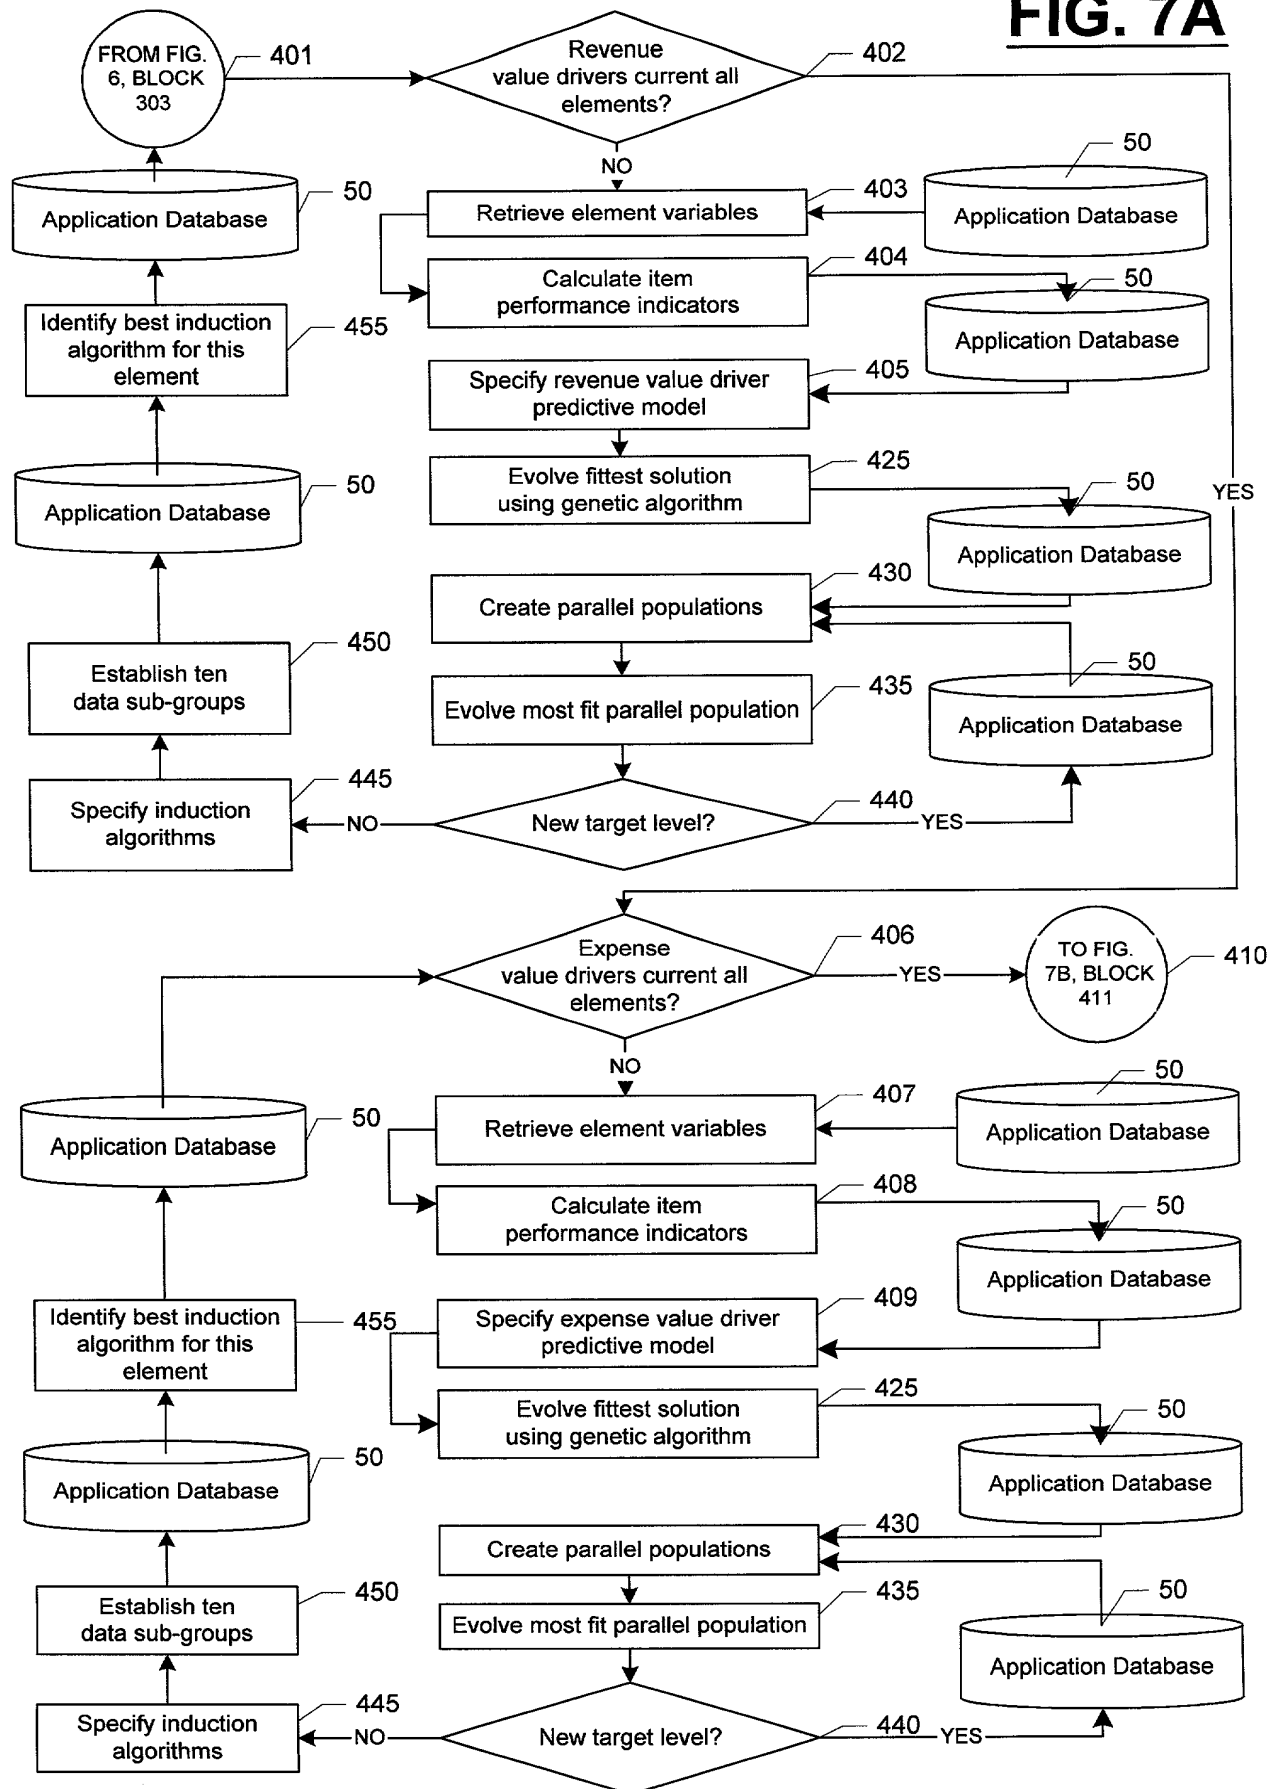 FIG. 7A
FROM FIG.
6, BLOCK
303
401
Revenue
value drivers current all
elements?
402
NO
50
Application Database
50
Application Database
Retrieve element variables
403
Calculate item
performance indicators
404
50
Application Database
Identify best induction
algorithm for this
element
455
Specify revenue value driver
predictive model
405
Evolve fittest solution
using genetic algorithm
425
50
Application Database
50
Application Database
YES
Create parallel populations
430
Establish ten
data sub-groups
450
Evolve most fit parallel population
435
50
Application Database
Specify induction
algorithms
445
NO
New target level?
440
YES
Expense
value drivers current all
elements?
406
YES
TO FIG.
7B, BLOCK
411
410
NO
50
Application Database
Retrieve element variables
407
50
Application Database
Calculate item
performance indicators
408
50
Application Database
Identify best induction
algorithm for this
element
455
Specify expense value driver
predictive model
409
Evolve fittest solution
using genetic algorithm
425
50
Application Database
50
Application Database
Create parallel populations
430
Establish ten
data sub-groups
450
Evolve most fit parallel population
435
50
Application Database
Specify induction
algorithms
445
NO
New target level?
440
YES